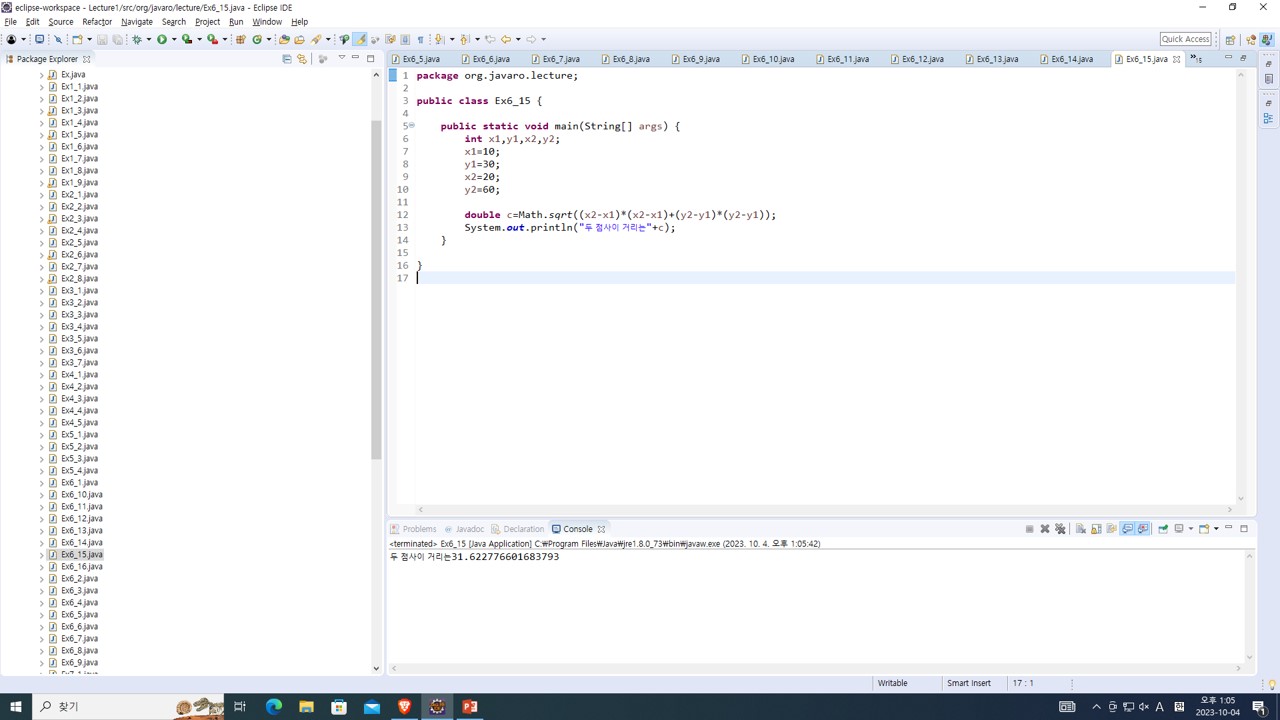 eclipse-workspace - Lecture1/src/org/javaro/lecture/Ex6_15.java - Eclipse IDE
File Edit Source Refactor Navigate Search Project Run Window Help
Quick Access
Package Explorer
Ex.java
Ex1_1.java
Ex1_2.java
Ex1_3.java
Ex1_4.java
Ex1_5.java
Ex1_6.java
Ex1_7.java
Ex1_8.java
Ex1_9.java
Ex2_1.java
Ex2_2.java
Ex2_3.java
Ex2_4.java
Ex2_5.java
Ex2_6.java
Ex2_7.java
Ex2_8.java
Ex3_1.java
Ex3_2.java
Ex3_3.java
Ex3_4.java
Ex3_5.java
Ex3_6.java
Ex3_7.java
Ex4_1.java
Ex4_2.java
Ex4_3.java
Ex4_4.java
Ex4_5.java
Ex5_1.java
Ex5_2.java
Ex5_3.java
Ex5_4.java
Ex6_1.java
Ex6_10.java
Ex6_11.java
Ex6_12.java
Ex6_13.java
Ex6_14.java
Ex6_15.java
Ex6_16.java
Ex6_2.java
Ex6_3.java
Ex6_4.java
Ex6_5.java
Ex6_6.java
Ex6_7.java
Ex6_8.java
Ex6_9.java
Ex6_5.java Ex6_6.java Ex6_7.java Ex6_8.java Ex6_9.java Ex6_10.java Ex6_11.java Ex6_12.java Ex6_13.java Ex6_14.java Ex6_15.java
1 package org.javaro.lecture;
2
3 public class Ex6_15 {
4
5 public static void main(String[] args) {
6 int x1,y1,x2,y2;
7 x1=10;
8 y1=30;
9 x2=20;
10 y2=60;
11
12 double c=Math.sqrt((x2-x1)*(x2-x1)+(y2-y1)*(y2-y1));
13 System.out.println("두 점사이 거리는"+c);
14 }
15
16 }
17
Problems Javadoc Declaration Console
<terminated> Ex6_15 [Java Application] C:₩Program Files₩Java₩jre1.8.0_73₩bin₩javaw.exe (2023. 10. 4. 오후 1:05:42)
두 점사이 거리는31.622776601683793
Writable Smart Insert 17 : 1
찾기
A 오후 1:05
2023-10-04